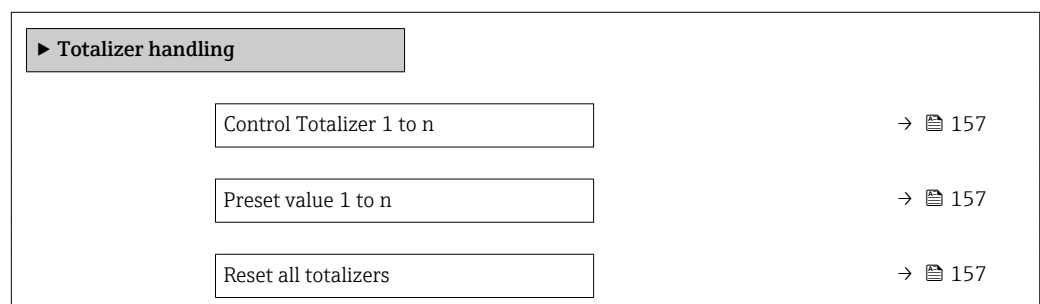 ▶ Totalizer handling
Control Totalizer 1 to n → 🖹 157
Preset value 1 to n → 🖹 157
Reset all totalizers → 🖹 157